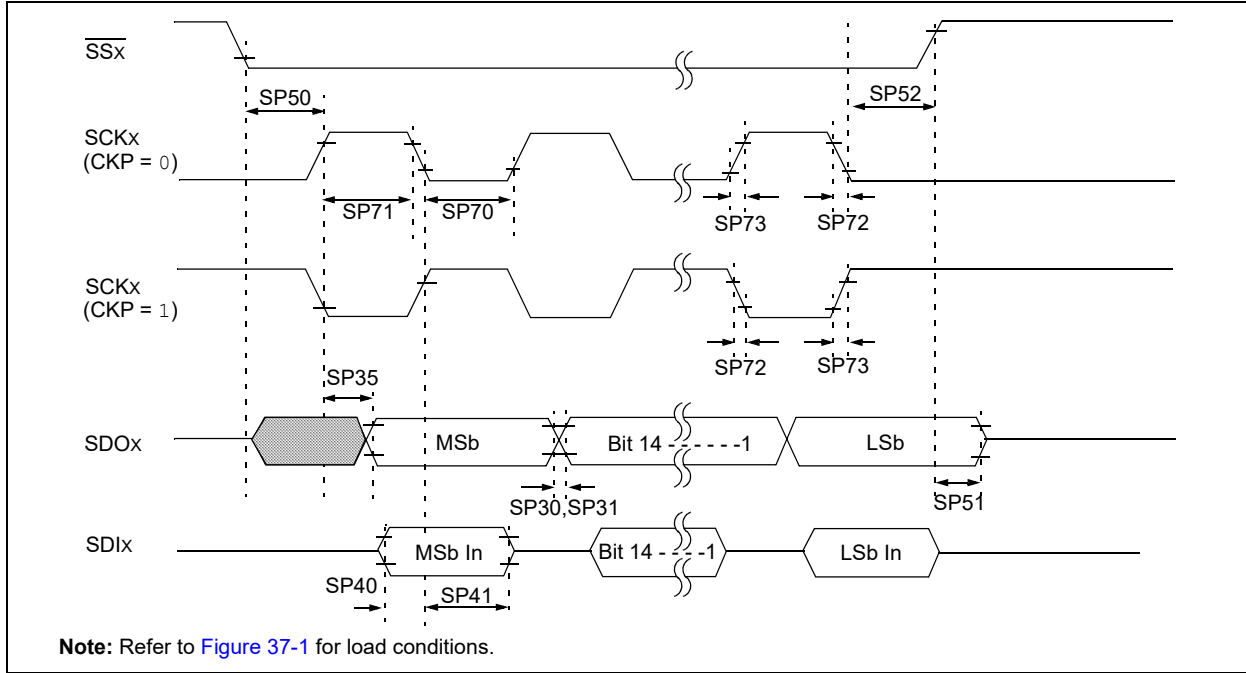 SSx
SP50
SP52
SCKx
(CKP = 0)
SP71
SP70
SP73
SP72
SCKx
(CKP = 1)
SP72
SP73
SP35
SDOx
MSb
Bit 14 - - - - - -1
LSb
SP30,SP31
SP51
SDIx
MSb In
Bit 14 - - - -1
LSb In
SP40
SP41
Note: Refer to Figure 37-1 for load conditions.